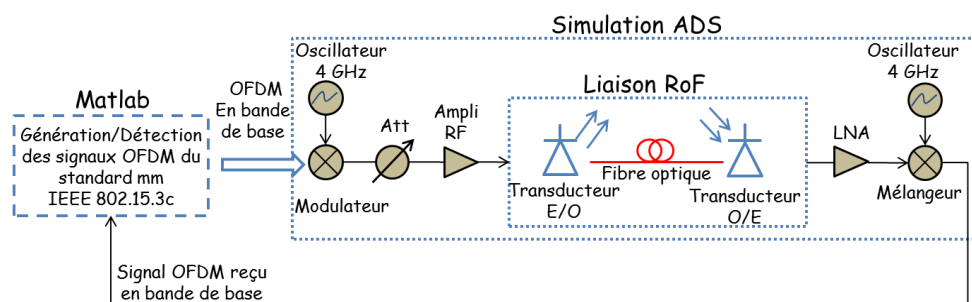 Simulation ADS
Oscillateur
4 GHz
Oscillateur
4 GHz
OFDM
En bande
de base
Matlab
Génération/Détection
des signaux OFDM du
standard mm
IEEE 802.15.3c
Att
Ampli
RF
Liaison RoF
LNA
Modulateur
Transducteur
E/O
Fibre optique
Transducteur
O/E
Mélangeur
Signal OFDM reçu
en bande de base